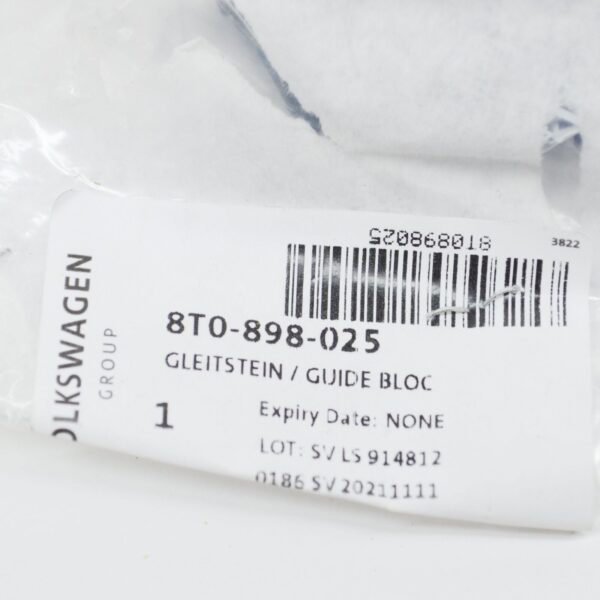 8T0898025
3822
8T0-898-025
GLEITSTEIN / GUIDE BLOC
1
Expiry Date: NONE
LOT: SV LS 914812
0186 SV 20211111
OLKSWAGEN
GROUP